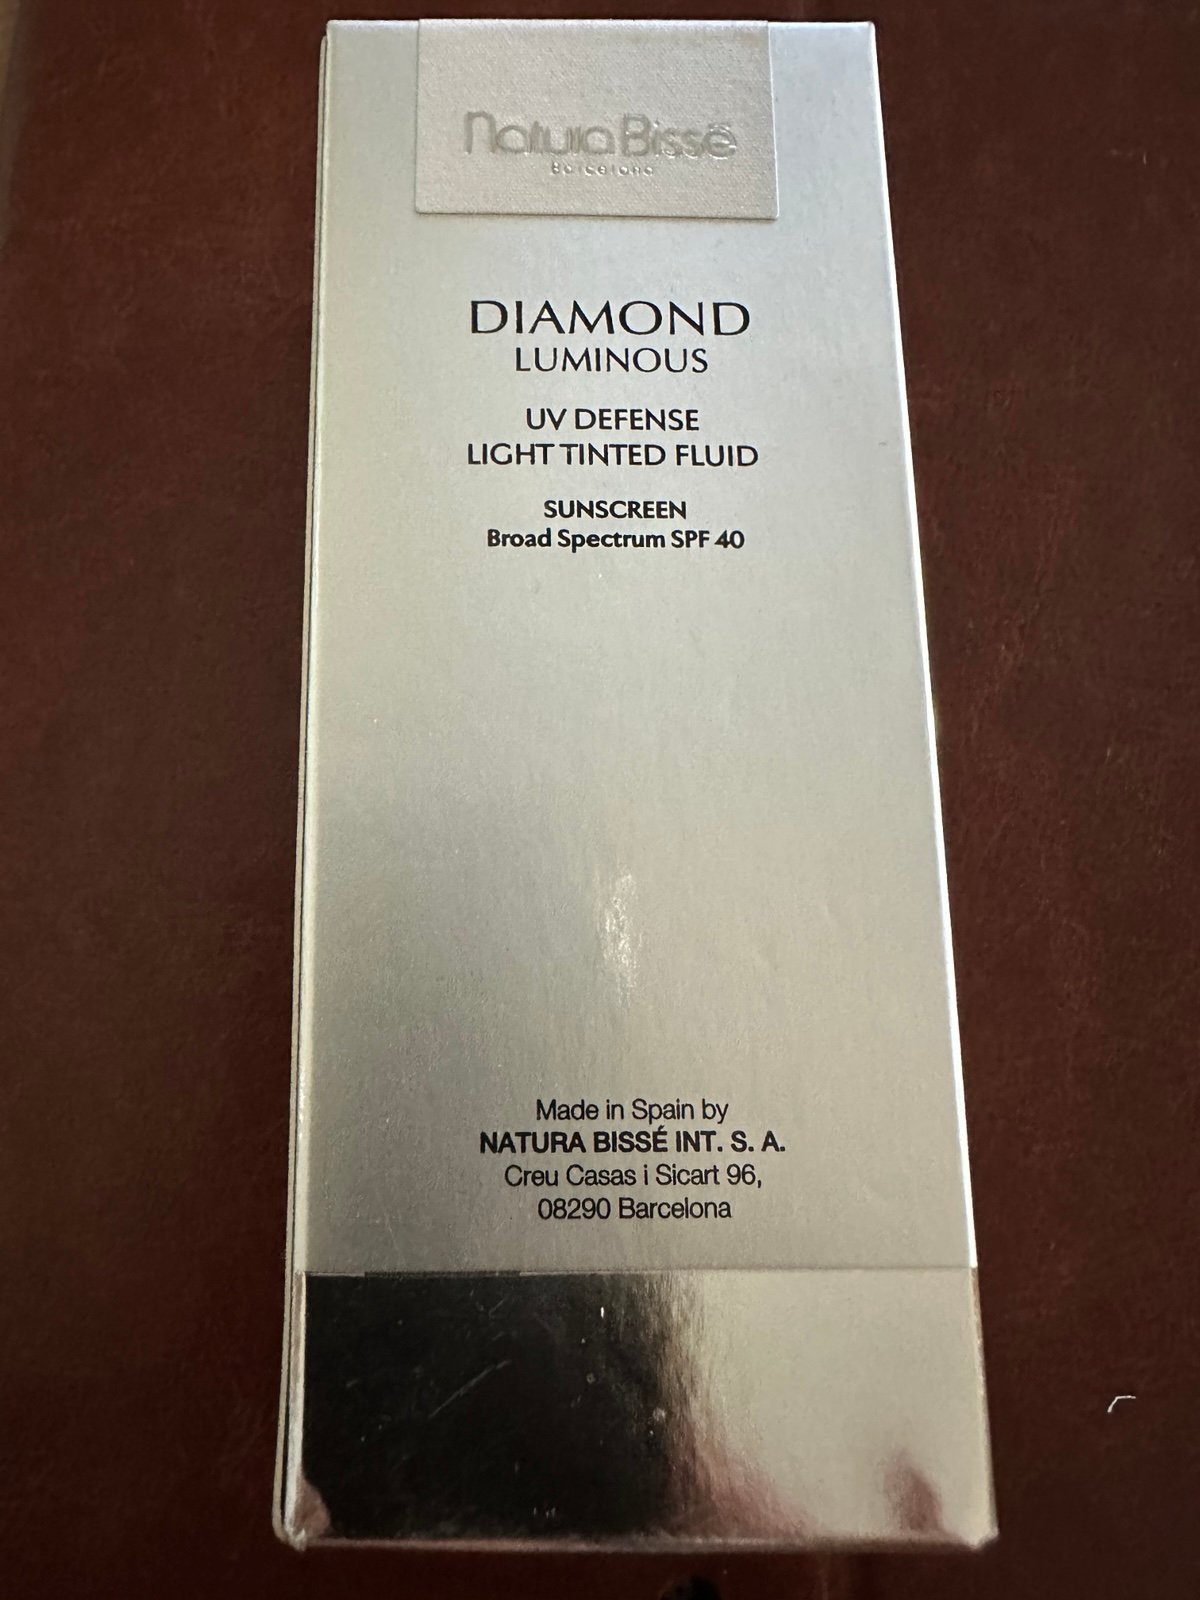 Natura Bissé
Barcelona
DIAMOND
LUMINOUS
UV DEFENSE
LIGHT TINTED FLUID
SUNSCREEN
Broad Spectrum SPF 40
Made in Spain by
NATURA BISSÉ INT. S. A.
Creu Casas i Sicart 96,
08290 Barcelona